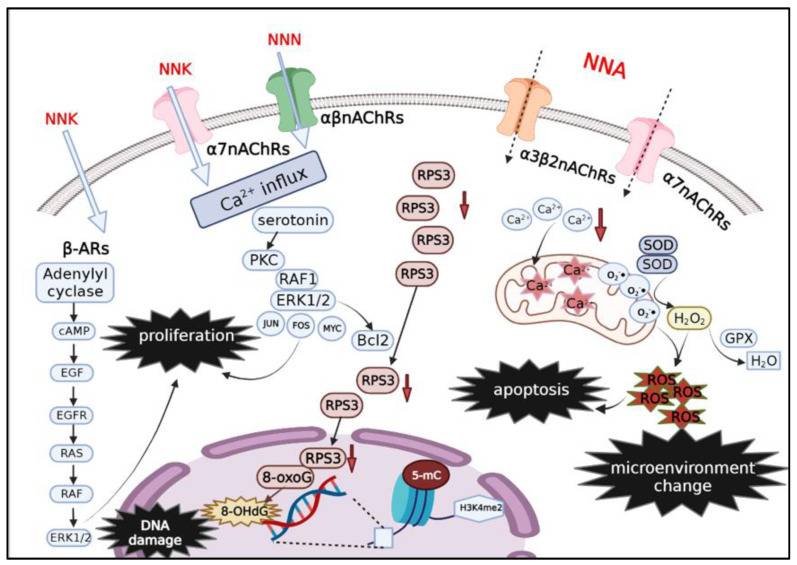 NNN
NNK
NNK
αβnAChRs
α7nAChRs
Ca²⁺ influx
NNA
α3β2nAChRs
α7nAChRs
β-ARs
Adenylyl
cyclase
cAMP
EGF
EGFR
RAS
RAF
ERK1/2
proliferation
serotonin
PKC
RAF1
ERK1/2
JUN
FOS
MYC
Bcl2
RPS3
RPS3
RPS3
RPS3
RPS3
RPS3
RPS3
8-oxoG
8-OHdG
DNA
damage
5-mC
H3K4me2
Ca²⁺
Ca²⁺
Ca²⁺
Ca²⁺
Ca²⁺
Ca²⁺
SOD
SOD
O₂⁻•
O₂⁻•
O₂⁻•
H₂O₂
GPX
H₂O
ROS
ROS
ROS
ROS
apoptosis
microenvironment
change